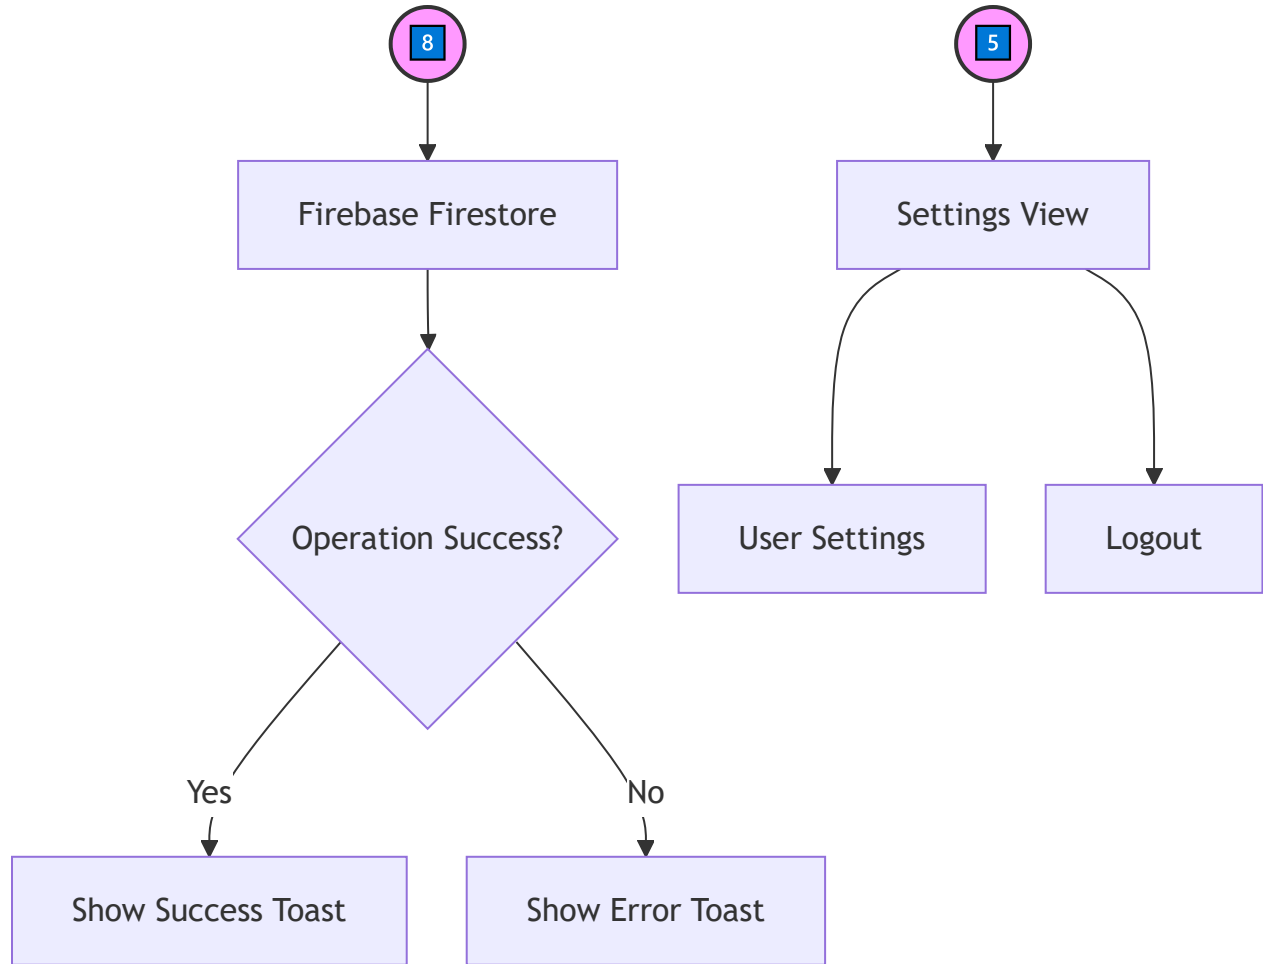 8
5
Firebase Firestore
Settings View
Operation Success?
User Settings
Logout
Yes
No
Show Success Toast
Show Error Toast